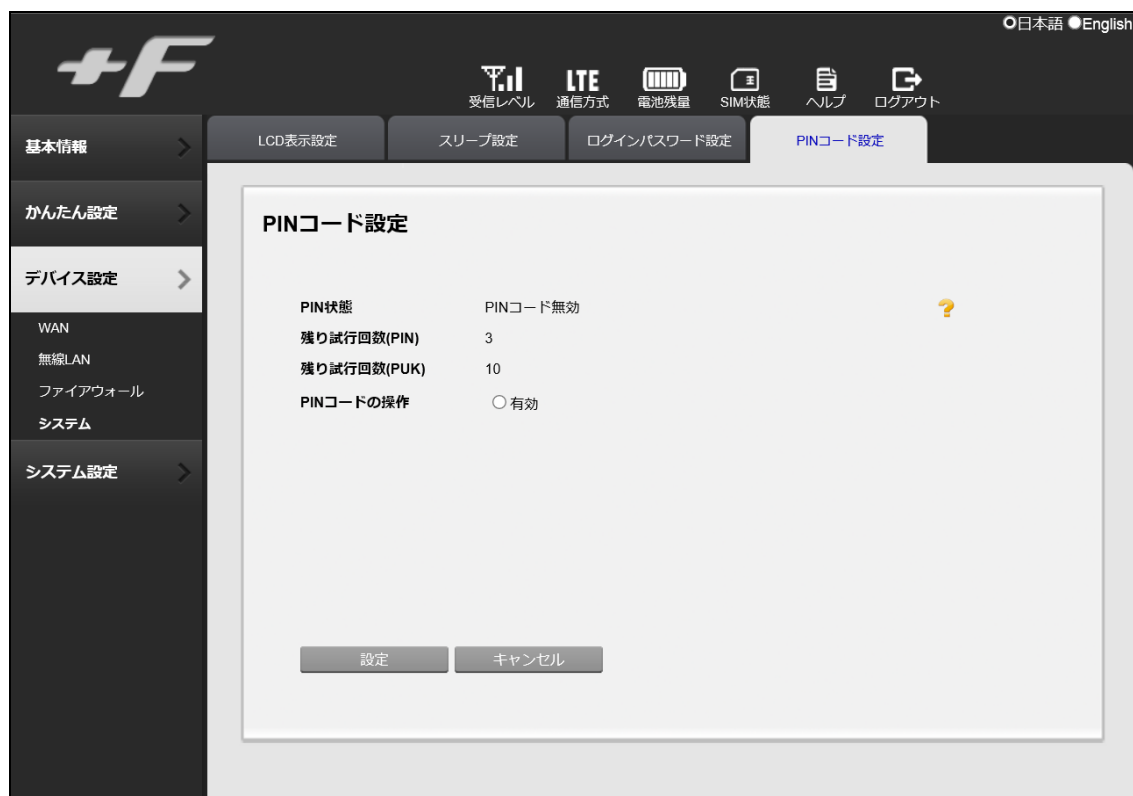 日本語 English
+F
受信レベル LTE 通信方式 電池残量 SIM状態 ヘルプ ログアウト
基本情報
LCD表示設定 スリープ設定 ログインパスワード設定 PINコード設定
かんたん設定
PINコード設定
デバイス設定
PIN状態 PINコード無効 ?
WAN
残り試行回数(PIN) 3
無線LAN
残り試行回数(PUK) 10
ファイアウォール
PINコードの操作 有効
システム
システム設定
設定 キャンセル